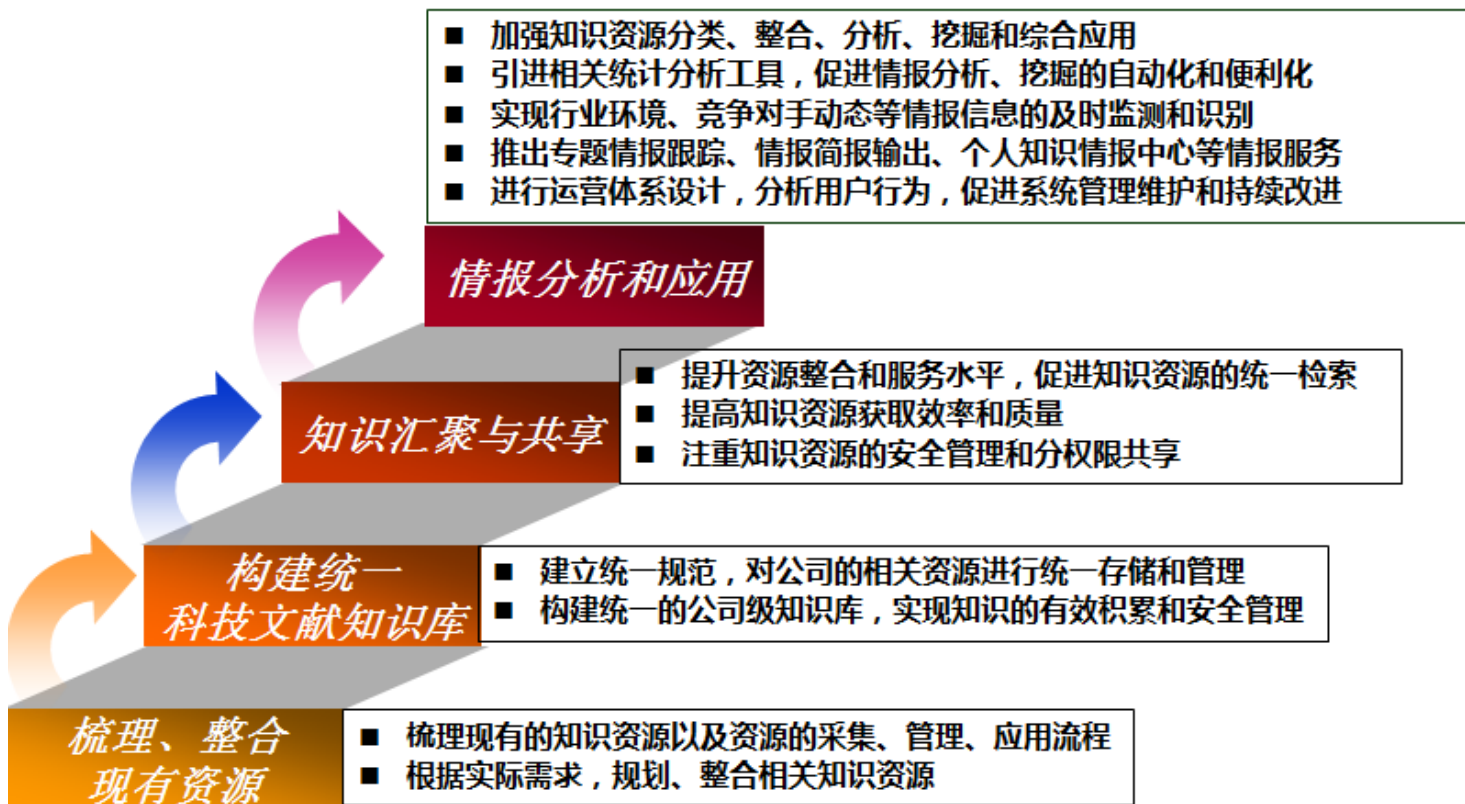 ■ 加强知识资源分类、整合、分析、挖掘和综合应用
■ 引进相关统计分析工具，促进情报分析、挖掘的自动化和便利化
■ 实现行业环境、竞争对手动态等情报信息的及时监测和识别
■ 推出专题情报跟踪、情报简报输出、个人知识情报中心等情报服务
■ 进行运营体系设计，分析用户行为，促进系统管理维护和持续改进
情报分析和应用
■ 提升资源整合和服务水平，促进知识资源的统一检索
■ 提高知识资源获取效率和质量
■ 注重知识资源的安全管理和分权限共享
知识汇聚与共享
构建统一
科技文献知识库
■ 建立统一规范，对公司的相关资源进行统一存储和管理
■ 构建统一的公司级知识库，实现知识的有效积累和安全管理
梳理、整合
现有资源
■ 梳理现有的知识资源以及资源的采集、管理、应用流程
■ 根据实际需求，规划、整合相关知识资源